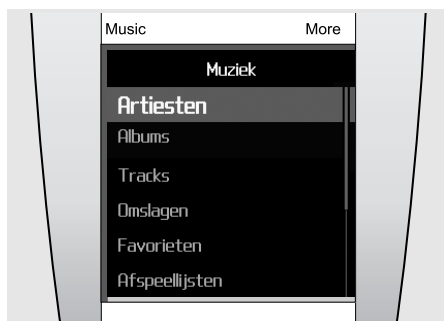 Music More
Muziek
Artiesten
Albums
Tracks
Omslagen
Favorieten
Afspeellijsten